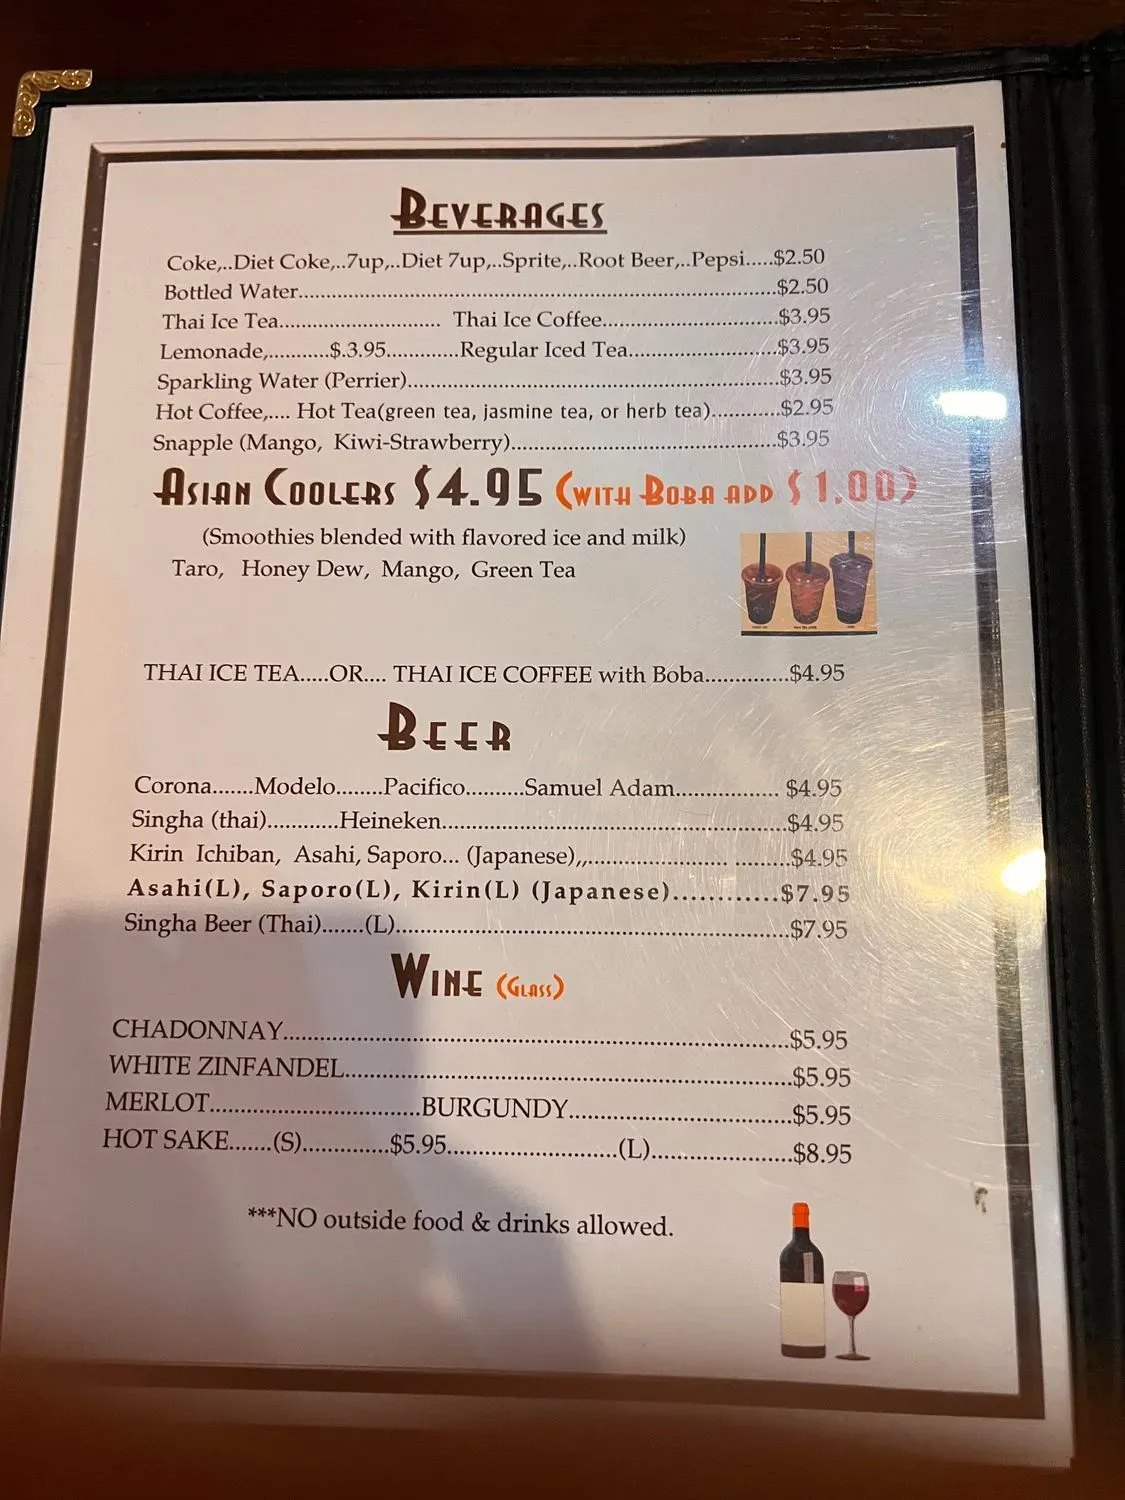 BEVERAGES
Coke,..Diet Coke,..7up,..Diet 7up,..Sprite,..Root Beer,..Pepsi.....$2.50
Bottled Water....................................................................................$2.50
Thai Ice Tea............................ Thai Ice Coffee..............................$3.95
Lemonade,..........$.3.95............Regular Iced Tea.........................$3.95
Sparkling Water (Perrier)................................................................$3.95
Hot Coffee,.... Hot Tea(green tea, jasmine tea, or herb tea)............$2.95
Snapple (Mango, Kiwi-Strawberry)..............................................$3.95
ASIAN COOLERS $4.95 (WITH BOBA ADD $1.00)
(Smoothies blended with flavored ice and milk)
Taro, Honey Dew, Mango, Green Tea
THAI ICE TEA.....OR.... THAI ICE COFFEE with Boba..............$4.95
BEER
Corona.......Modelo........Pacifico..........Samuel Adam................. $4.95
Singha (thai)............Heineken...........................................................$4.95
Kirin Ichiban, Asahi, Saporo... (Japanese),,........................ .........$4.95
Asahi(L), Saporo(L), Kirin(L) (Japanese)............$7.95
Singha Beer (Thai).......(L)..................................................................$7.95
WINE (GLASS)
CHADONNAY.....................................................................................$5.95
WHITE ZINFANDEL...........................................................................$5.95
MERLOT...................................BURGUNDY.....................................$5.95
HOT SAKE.......(S)..............$5.95............................(L).......................$8.95
***NO outside food & drinks allowed.